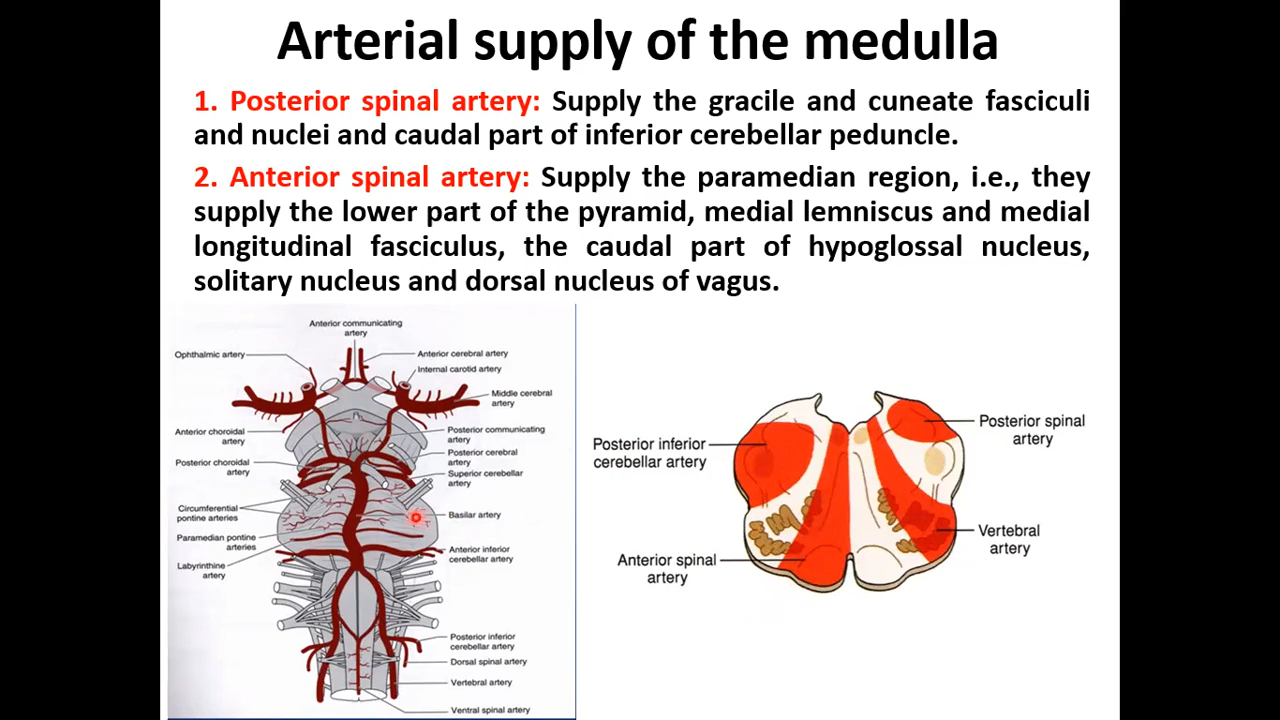 Arterial supply of the medulla
1. Posterior spinal artery: Supply the gracile and cuneate fasciculi
and nuclei and caudal part of inferior cerebellar peduncle.
2. Anterior spinal artery: Supply the paramedian region, i.e., they
supply the lower part of the pyramid, medial lemniscus and medial
longitudinal fasciculus, the caudal part of hypoglossal nucleus,
solitary nucleus and dorsal nucleus of vagus.
Anterior communicating
artery
Ophthalmic artery
Anterior cerebral artery
Internal carotid artery
Middle cerebral
artery
Anterior choroidal
artery
Posterior communicating
artery
Posterior choroidal
artery
Posterior cerebral
artery
Superior cerebellar
artery
Circumferential
pontine arteries
Basilar artery
Paramedian pontine
arteries
Anterior inferior
cerebellar artery
Labyrinthine
artery
Posterior inferior
cerebellar artery
Dorsal spinal artery
Vertebral artery
Ventral spinal artery
Posterior inferior
cerebellar artery
Posterior spinal
artery
Anterior spinal
artery
Vertebral
artery